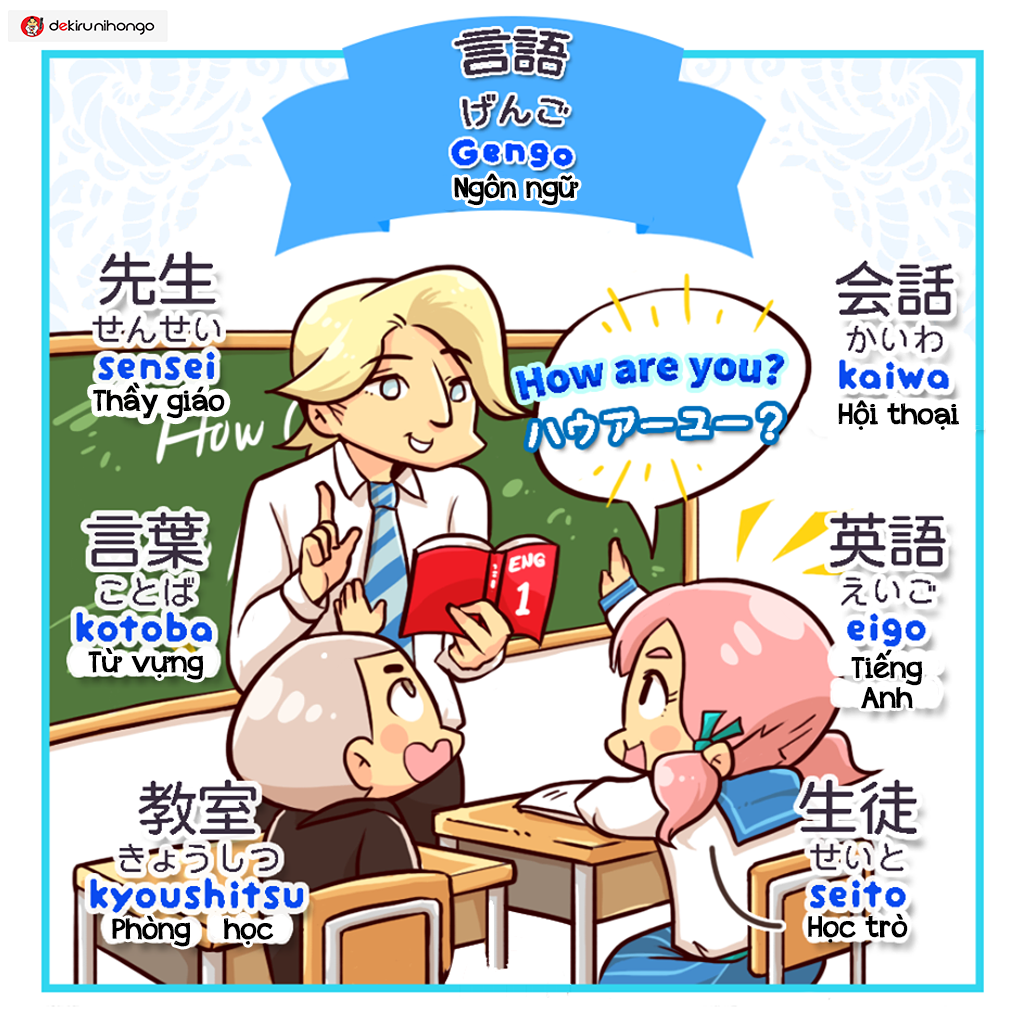 dekirunihongo
言語
げんご
Gengo
Ngôn ngữ
先生
せんせい
sensei
Thầy giáo
会話
かいわ
kaiwa
Hội thoại
How are you?
ハウアーユー？
How
言葉
ことば
kotoba
Từ vựng
ENG
1
英語
えいご
eigo
Tiếng
Anh
教室
きょうしつ
kyoushitsu
Phòng học
生徒
せいと
seito
Học trò